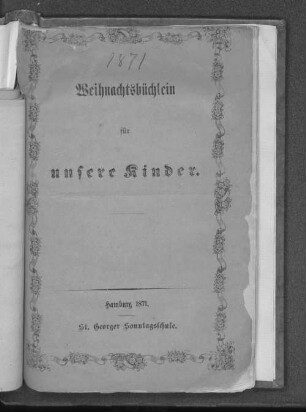 1871
Weihnachtsbüchlein
für
unsere Kinder.
Hamburg 1871.
St. Georger Sonntagsschule.